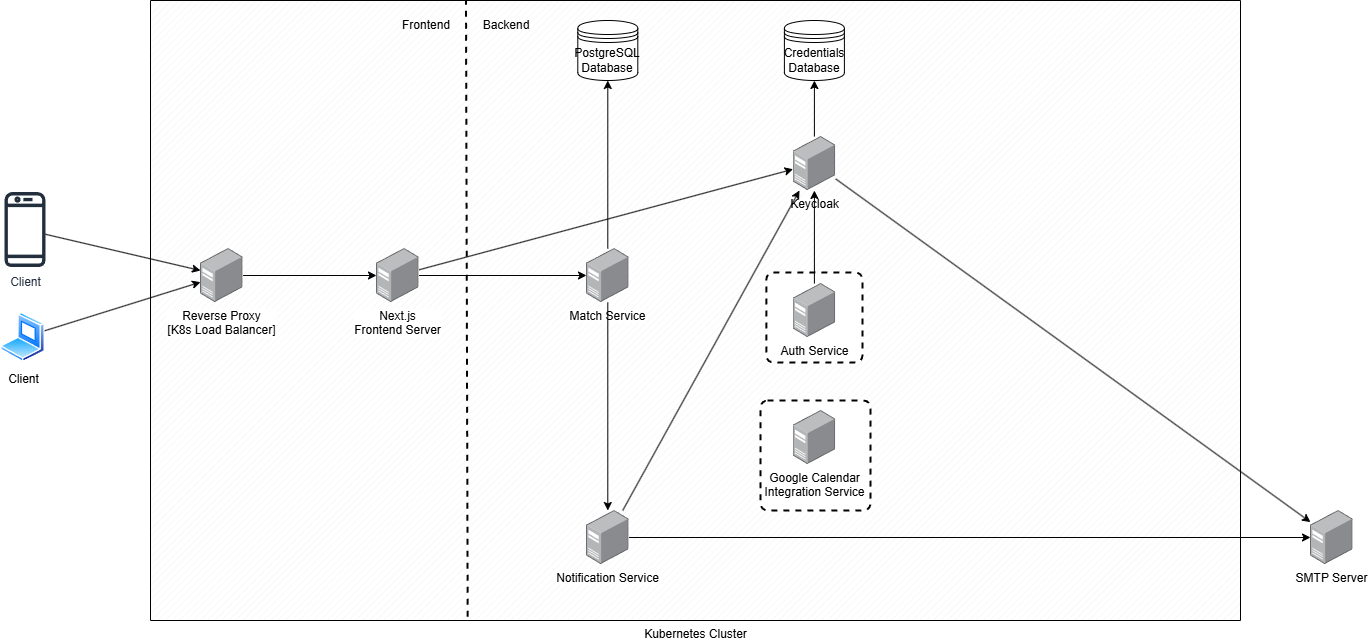 Frontend
Backend
PostgreSQL
Database
Credentials
Database
Keycloak
Client
Reverse Proxy
[K8s Load Balancer]
Next.js
Frontend Server
Match Service
Auth Service
Client
Google Calendar
Integration Service
Notification Service
SMTP Server
Kubernetes Cluster